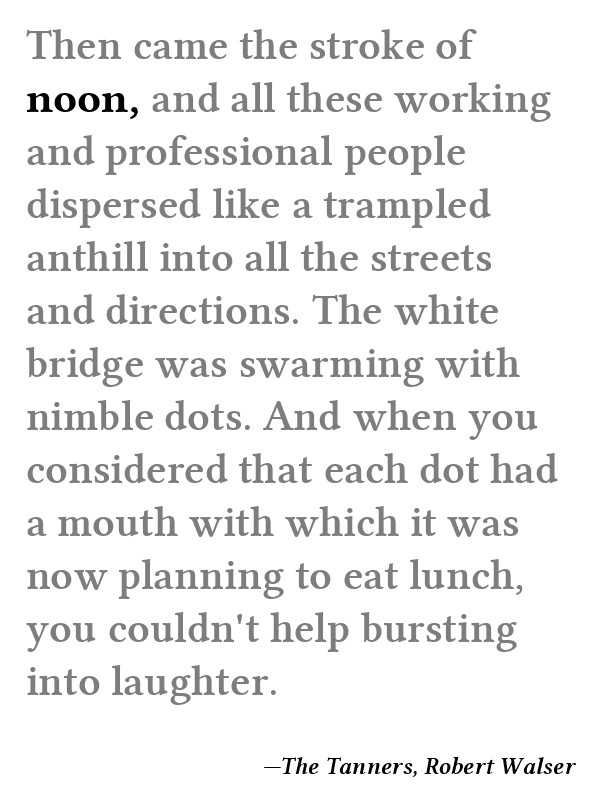 Then came the stroke of
noon, and all these working
and professional people
dispersed like a trampled
anthill into all the streets
and directions. The white
bridge was swarming with
nimble dots. And when you
considered that each dot had
a mouth with which it was
now planning to eat lunch,
you couldn't help bursting
into laughter.
—The Tanners, Robert Walser